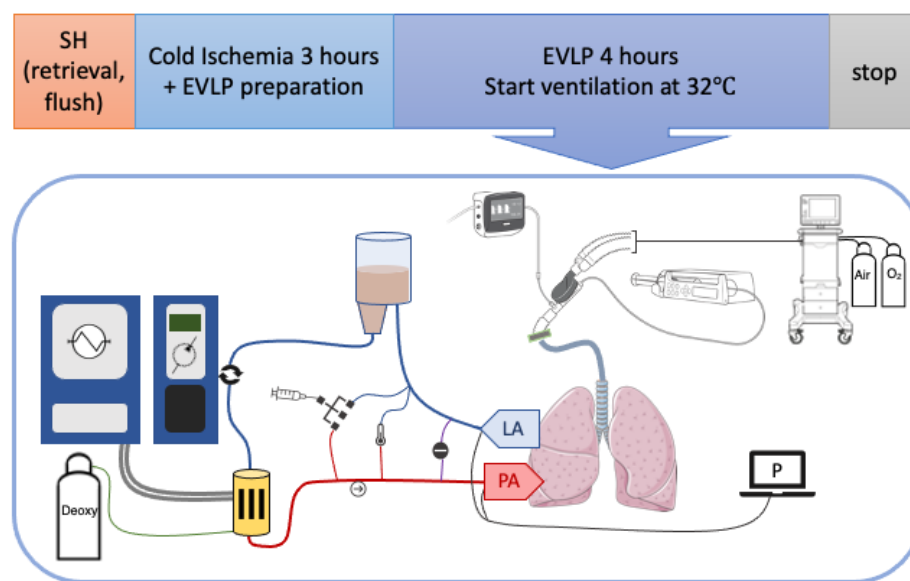 SH
(retrieval,
flush)
Cold Ischemia 3 hours
+ EVLP preparation
EVLP 4 hours
Start ventilation at 32℃
stop
Air
O₂
LA
PA
P
Deoxy